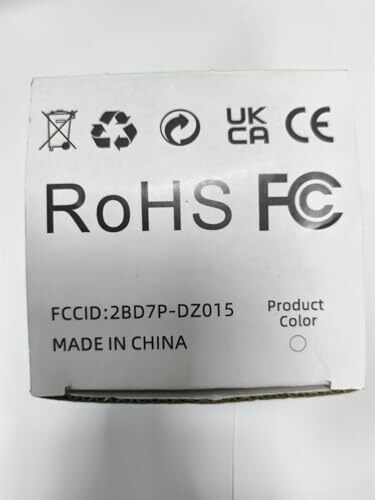 UK
CA CE
RoHS FC
FCCID:2BD7P-DZ015
MADE IN CHINA
Product
Color